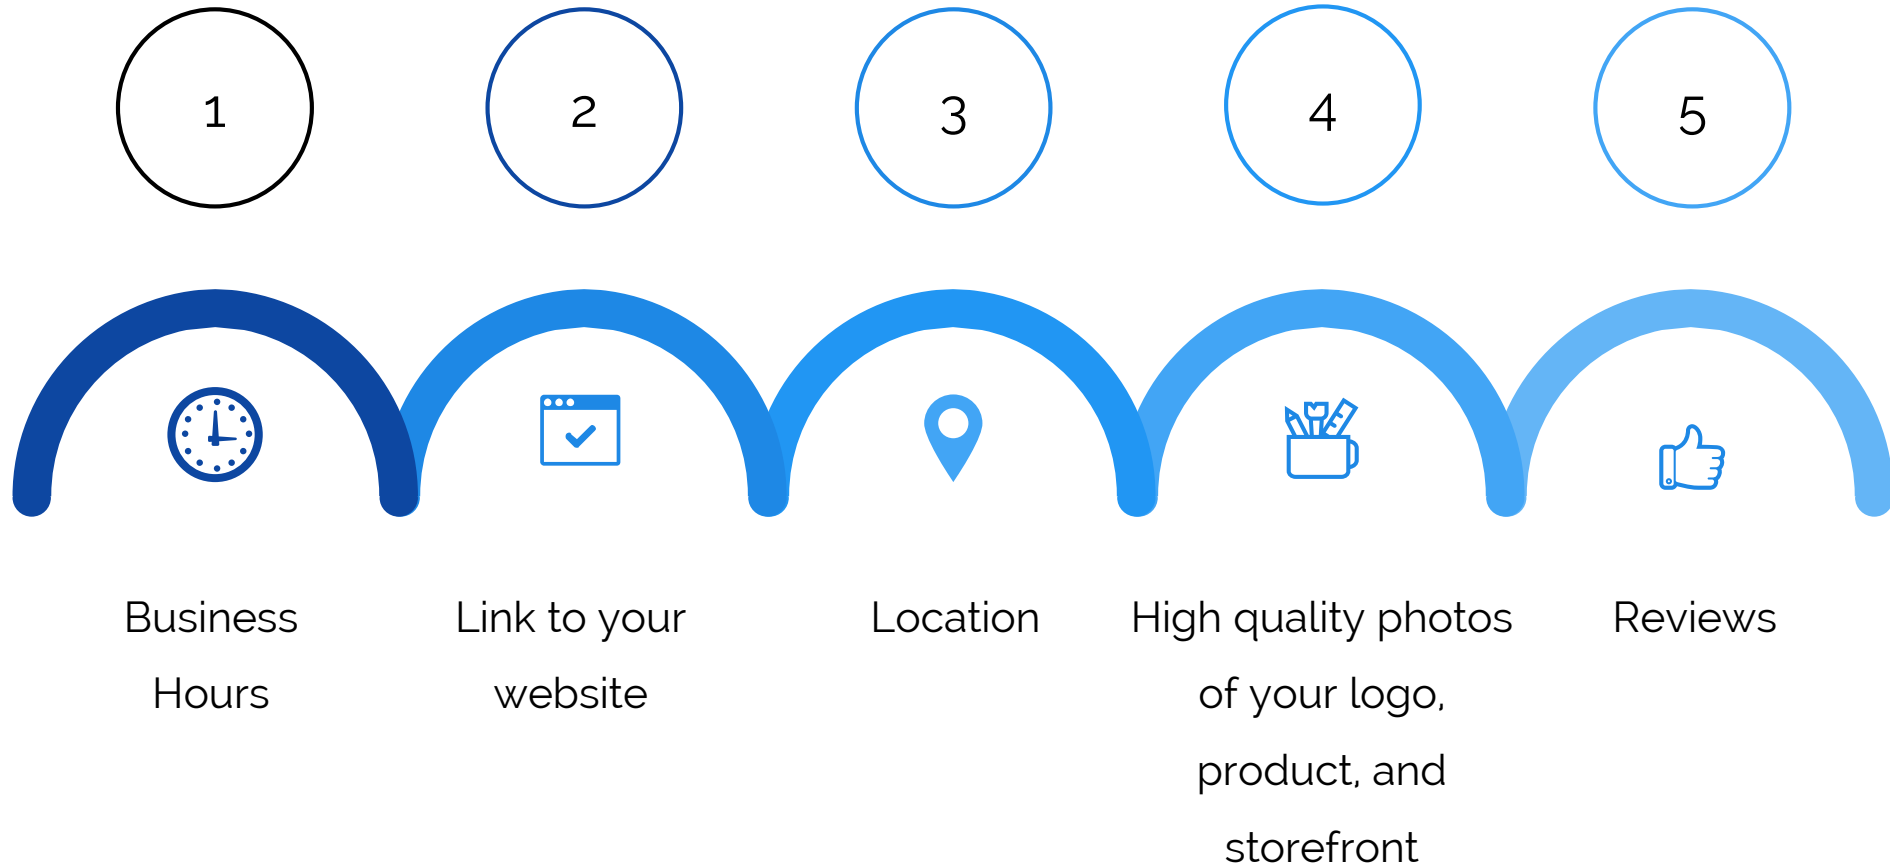 1
2
3
4
5
Business
Hours
Link to your
website
Location
High quality photos
of your logo,
product, and
storefront
Reviews